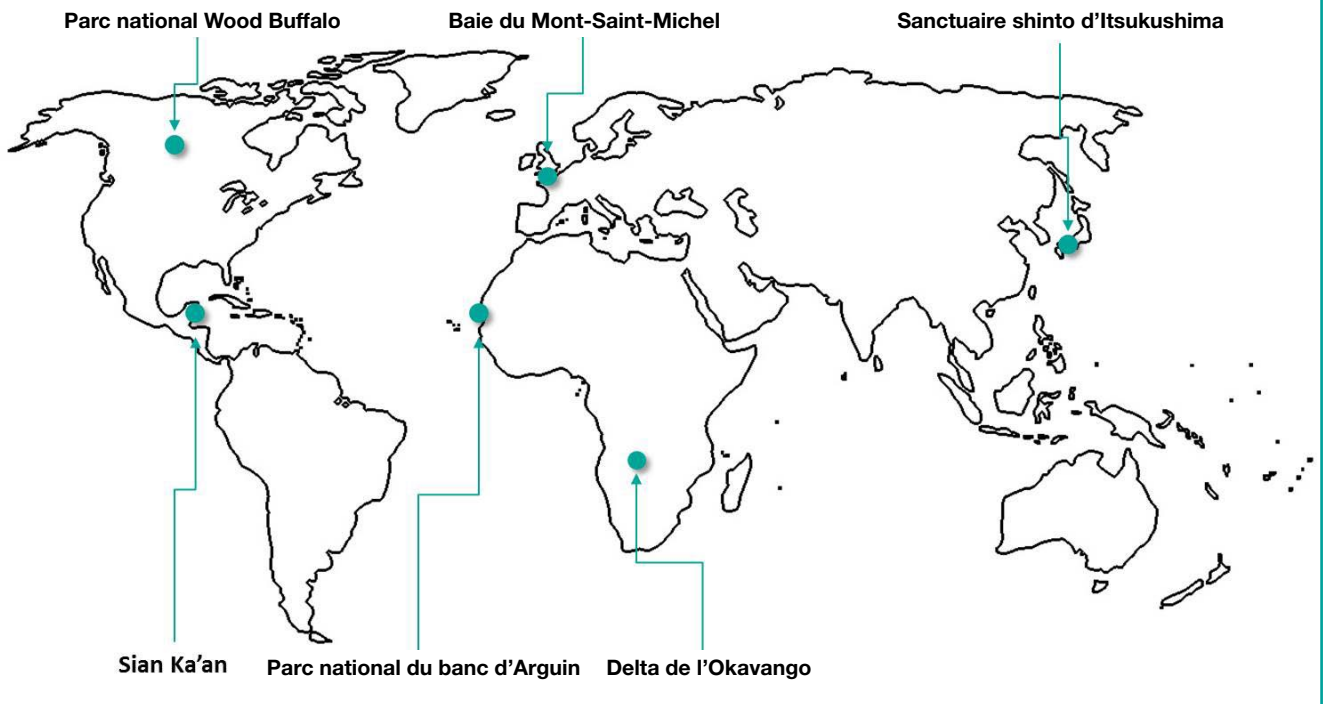 Parc national Wood Buffalo
Baie du Mont-Saint-Michel
Sanctuaire shinto d’Itsukushima
Sian Ka’an
Parc national du banc d’Arguin
Delta de l’Okavango